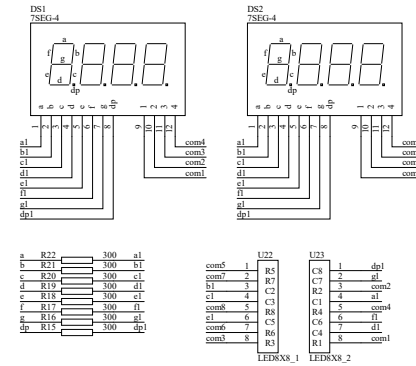 DS1
7SEG-4
a
f b
g
e c
d
dp
a b c d e f g dp 1 2 3 4
1 2 3 4 5 6 7 8 9 10 11 12
a1
b1
c1
d1
e1
f1
g1
dp1
com4
com3
com2
com1
DS2
7SEG-4
a
f b
g
e c
d
dp
a b c d e f g dp 1 2 3 4
1 2 3 4 5 6 7 8 9 10 11 12
a1
b1
c1
d1
e1
f1
g1
dp1
com
com
com
com
a R22 300 a1
b R21 300 b1
c R20 300 c1
d R19 300 d1
e R18 300 e1
f R17 300 f1
g R16 300 g1
dp R15 300 dp1
U22
com5 1 R5
com7 2 R7
b1 3 C2
c1 4 C3
com8 5 R8
e1 6 C5
com6 7 R6
com3 8 R3
LED8X8_1
U23
C8 1 dp1
C7 2 g1
R2 3 com2
C1 4 a1
R4 5 com4
C6 6 f1
C4 7 d1
R1 8 com1
LED8X8_2